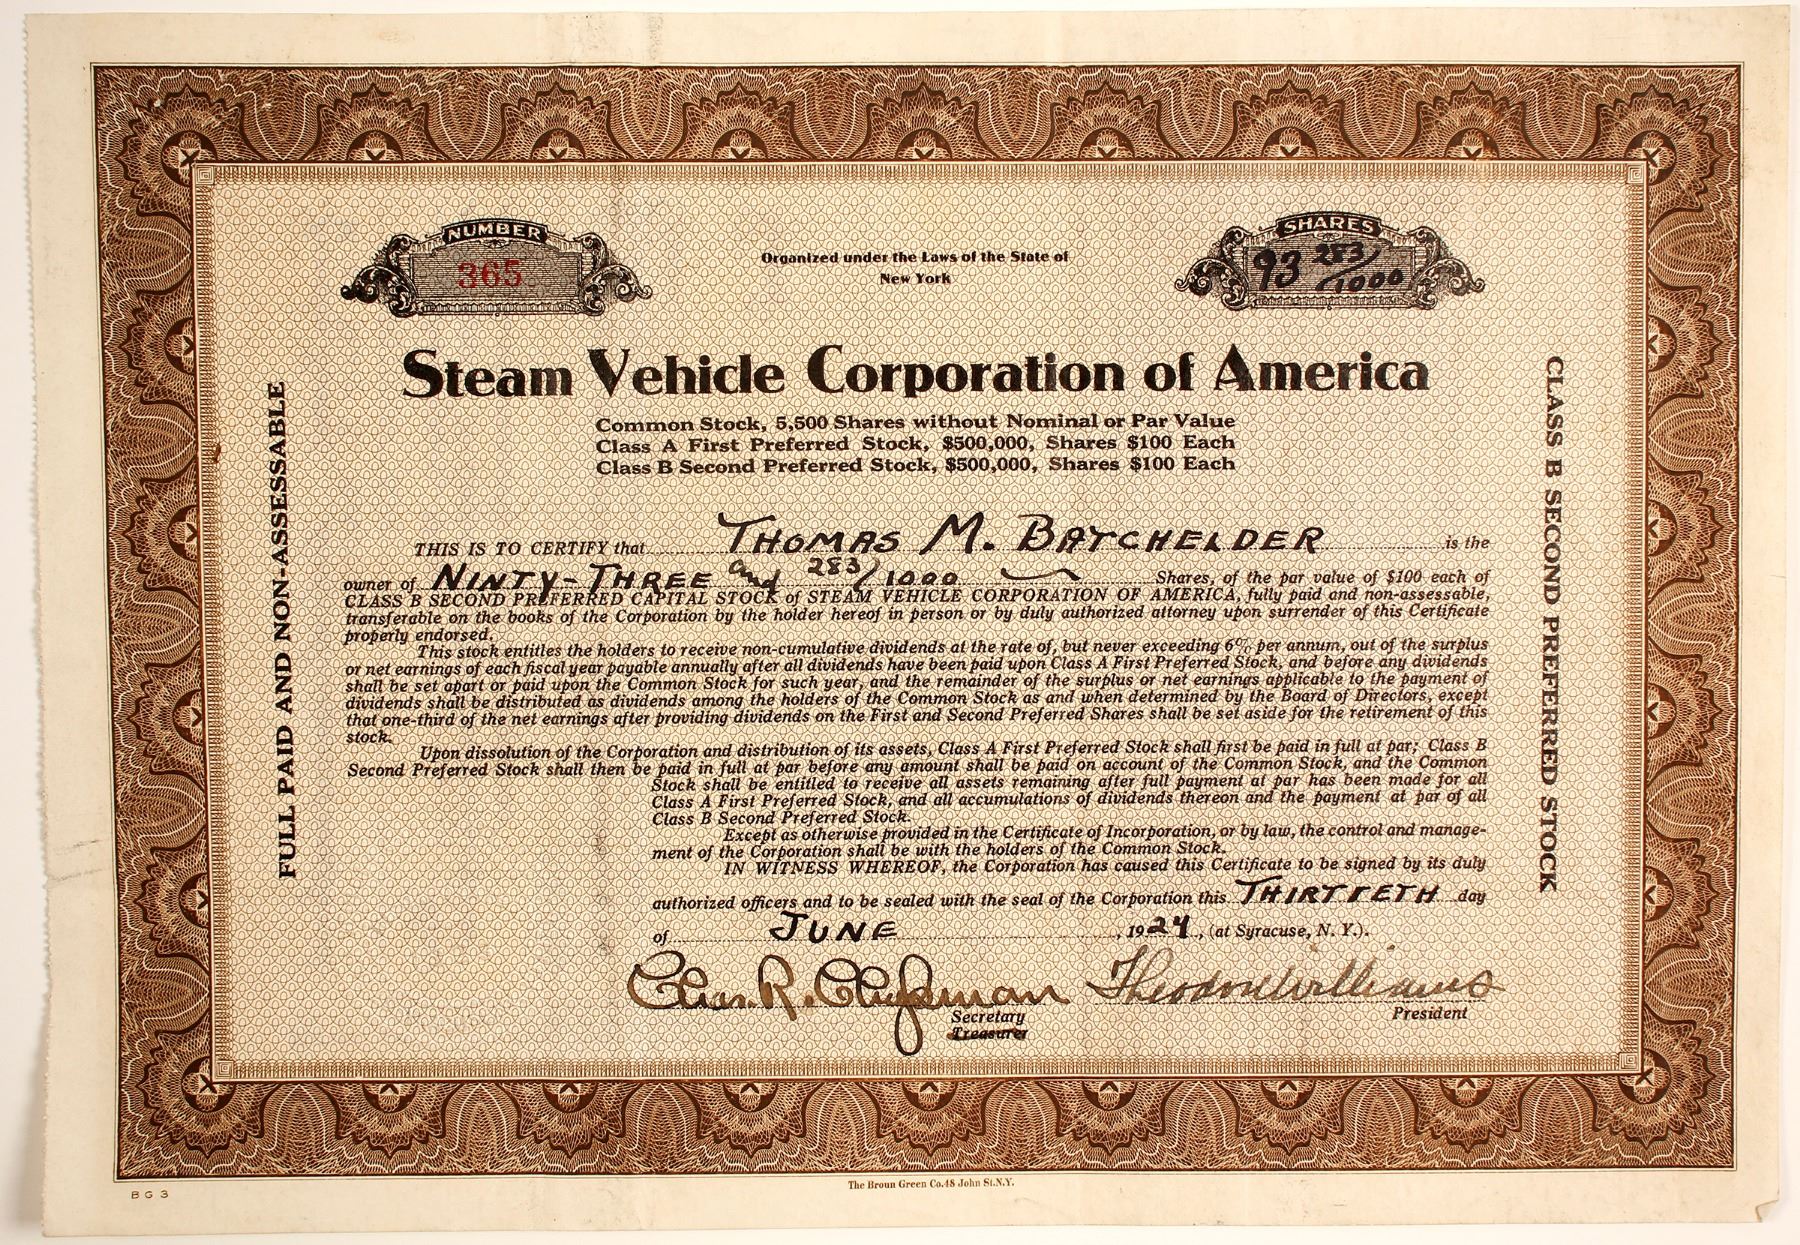 NUMBER
365
Organized under the Laws of the State of
New York
SHARES
93 283/1000
Steam Vehicle Corporation of America
Common Stock, 5,500 Shares without Nominal or Par Value
Class A First Preferred Stock, $500,000, Shares $100 Each
Class B Second Preferred Stock, $500,000, Shares $100 Each
FULL PAID AND NON-ASSESSABLE
CLASS B SECOND PREFERRED STOCK
THIS IS TO CERTIFY that THOMAS M. BATCHELDER is the
owner of NINTY-THREE and 283/1000 Shares, of the par value of $100 each of
CLASS B SECOND PREFERRED CAPITAL STOCK of STEAM VEHICLE CORPORATION OF AMERICA, fully paid and non-assessable,
transferable on the books of the Corporation by the holder hereof in person or by duly authorized attorney upon surrender of this Certificate
properly endorsed.
This stock entitles the holders to receive non-cumulative dividends at the rate of, but never exceeding 6% per annum, out of the surplus
or net earnings of each fiscal year payable annually after all dividends have been paid upon Class A First Preferred Stock, and before any dividends
shall be set apart or paid upon the Common Stock for such year, and the remainder of the surplus or net earnings applicable to the payment of
dividends shall be distributed as dividends among the holders of the Common Stock as and when determined by the Board of Directors, except
that one-third of the net earnings after providing dividends on the First and Second Preferred Shares shall be set aside for the retirement of this
stock.
Upon dissolution of the Corporation and distribution of its assets, Class A First Preferred Stock shall first be paid in full at par; Class B
Second Preferred Stock shall then be paid in full at par before any amount shall be paid on account of the Common Stock, and the Common
Stock shall be entitled to receive all assets remaining after full payment at par has been made for all
Class A First Preferred Stock, and all accumulations of dividends thereon and the payment at par of all
Class B Second Preferred Stock.
Except as otherwise provided in the Certificate of Incorporation, or by law, the control and manage-
ment of the Corporation shall be with the holders of the Common Stock.
IN WITNESS WHEREOF, the Corporation has caused this Certificate to be signed by its duly
authorized officers and to be sealed with the seal of the Corporation this THIRTIETH day
of JUNE, 1924, (at Syracuse, N. Y.).
Chas. R. Theodore Williams
Secretary President
Treasurer
BG3
The Broun Green Co. 48 John St. N.Y.